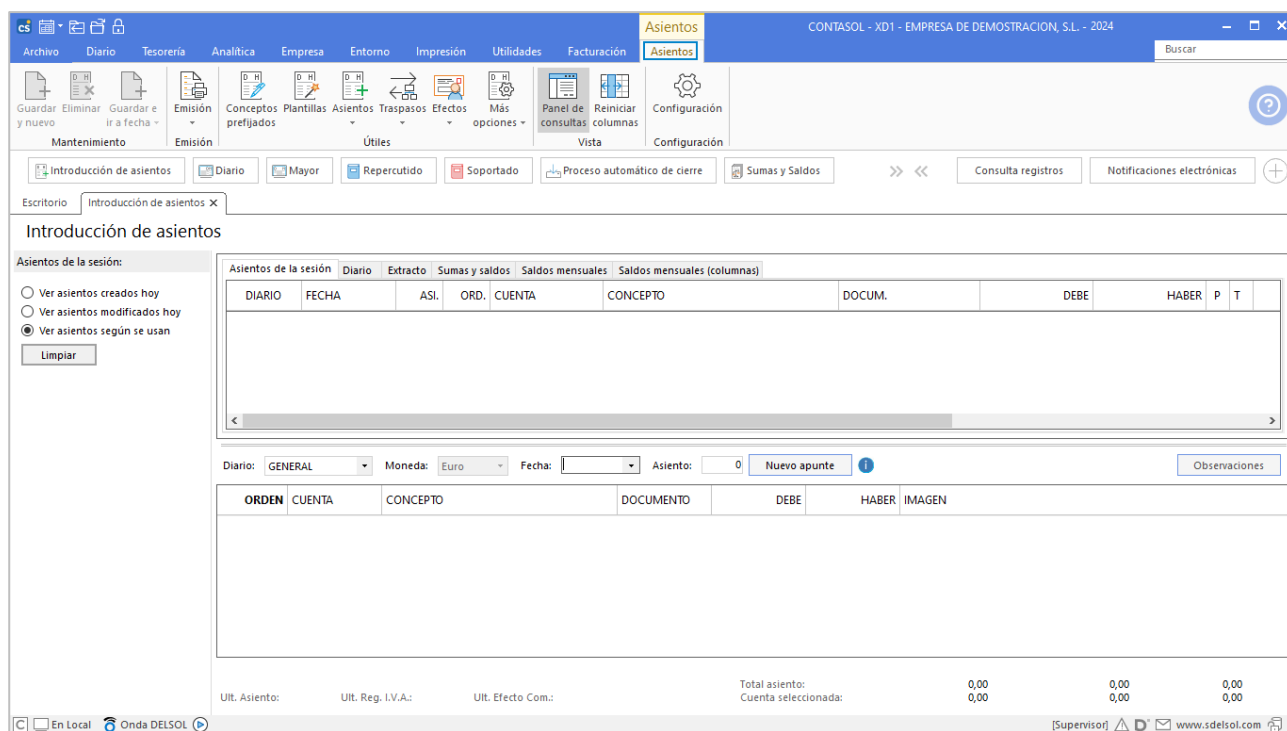 cs Asientos CONTASOL - XD1 - EMPRESA DE DEMOSTRACION, S.L. - 2024
Archivo Diario Tesorería Analítica Empresa Entorno Impresión Utilidades Facturación Asientos Buscar
Guardar y nuevo Eliminar Guardar e ir a fecha Emisión Conceptos prefijados Plantillas Asientos Traspasos Efectos Más opciones Panel de consultas Reiniciar columnas Configuración
Mantenimiento Emisión Útiles Vista Configuración
Introducción de asientos Diario Mayor Repercutido Soportado Proceso automático de cierre Sumas y Saldos Consulta registros Notificaciones electrónicas
Escritorio Introducción de asientos X
Introducción de asientos
Asientos de la sesión:
Ver asientos creados hoy
Ver asientos modificados hoy
Ver asientos según se usan
Limpiar
Asientos de la sesión Diario Extracto Sumas y saldos Saldos mensuales Saldos mensuales (columnas)
DIARIO FECHA ASI. ORD. CUENTA CONCEPTO DOCUM. DEBE HABER P T
Diario: GENERAL Moneda: Euro Fecha: Asiento: 0 Nuevo apunte i Observaciones
ORDEN CUENTA CONCEPTO DOCUMENTO DEBE HABER IMAGEN
Total asiento: 0,00 0,00 0,00
Ult. Asiento: Ult. Reg. I.V.A.: Ult. Efecto Com.: Cuenta seleccionada: 0,00 0,00 0,00
C En Local Onda DELSOL [Supervisor] D www.sdelsol.com